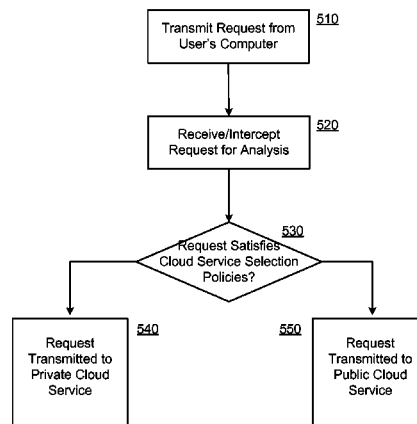 Transmit Request from
User's Computer
510
Receive/Intercept
Request for Analysis
520
530
Request Satisfies
Cloud Service Selection
Policies?
Request
Transmitted to
Private Cloud
Service
540
550
Request
Transmitted to
Public Cloud
Service